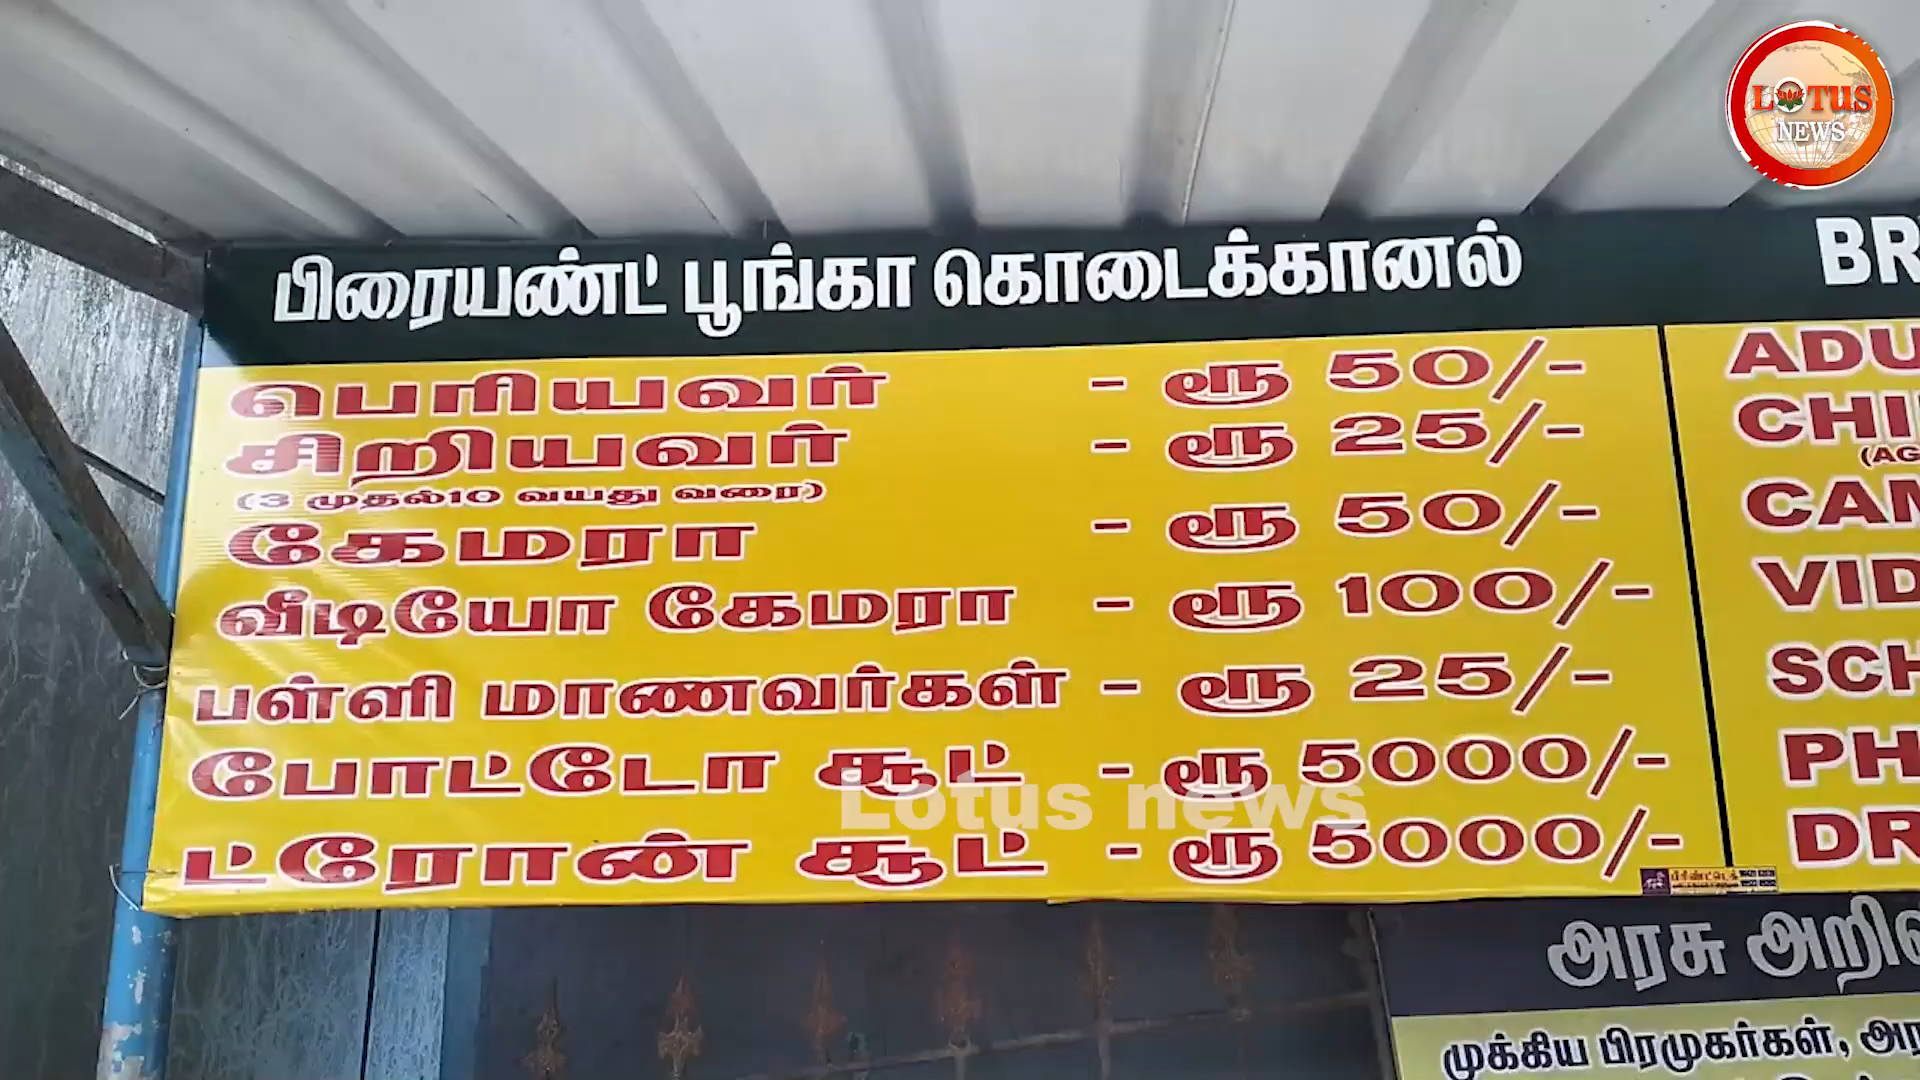 LOTUS
NEWS
பிரையண்ட் பூங்கா கொடைக்கானல்
பெரியவர் - ரூ 50/-
சிறியவர் - ரூ 25/-
(3 முதல்10 வயது வரை)
கேமரா - ரூ 50/-
வீடியோ கேமரா - ரூ 100/-
பள்ளி மாணவர்கள் - ரூ 25/-
போட்டோ சூட் - ரூ 5000/-
ட்ரோன் சூட் - ரூ 5000/-
Lotus news
BR
ADU
CHI
(AG
CAM
VID
SCH
PH
DR
அரசு
முக்கிய பிரமுகர்கள்,